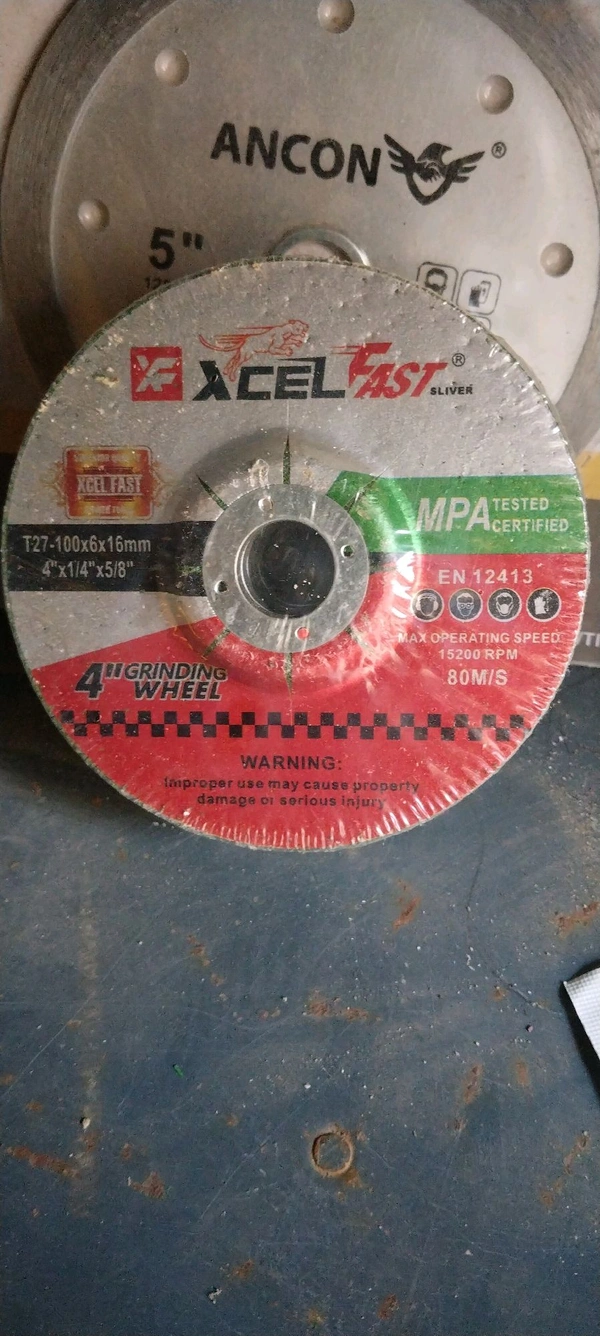 ANCON ®
5"
XF XCEL FAST ®
SLIVER
XCEL FAST
T27-100x6x16mm
4"x1/4"x5/8"
MPA TESTED
CERTIFIED
EN 12413
MAX OPERATING SPEED
15200 RPM
80M/S
4" GRINDING
WHEEL
WARNING:
Improper use may cause property
damage or serious injury